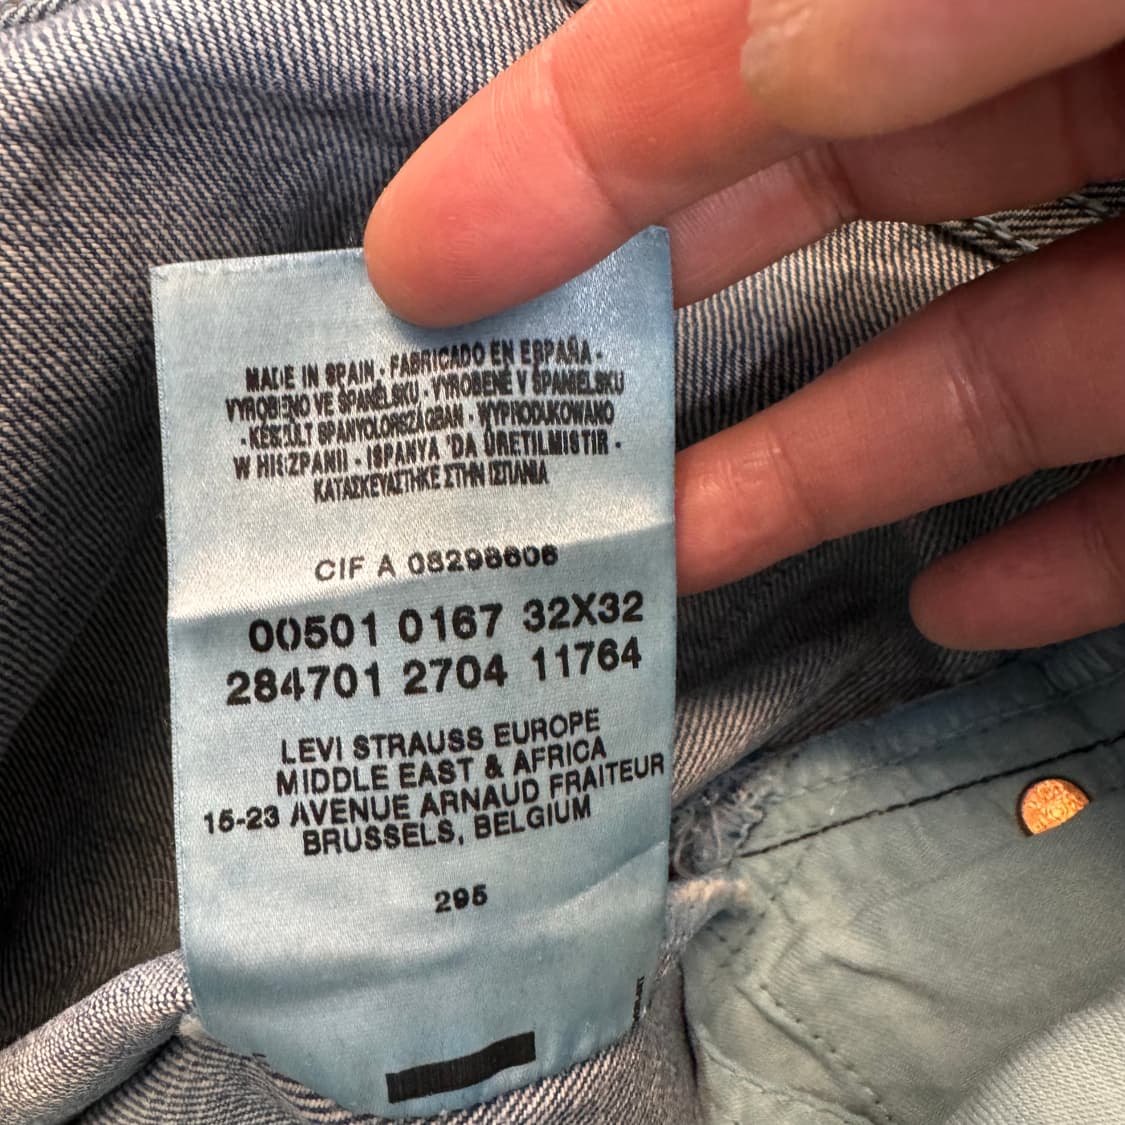 MADE IN SPAIN - FABRICADO EN ESPAÑA -
VYROBENO VE ŠPANĚLSKU - VYROBENÉ V ŠPANIELSKU
- KÉSZÜLT SPANYOLORSZÁGBAN - WYPRODUKOWANO
W HISZPANII - ISPANYA 'DA ÜRETILMISTIR -
ΚΑΤΑΣΚΕΥΑΣΤΗΚΕ ΣΤΗΝ ΙΣΠΑΝΙΑ
CIF A 08298606
00501 0167 32X32
284701 2704 11764
LEVI STRAUSS EUROPE
MIDDLE EAST & AFRICA
15-23 AVENUE ARNAUD FRAITEUR
BRUSSELS, BELGIUM
295